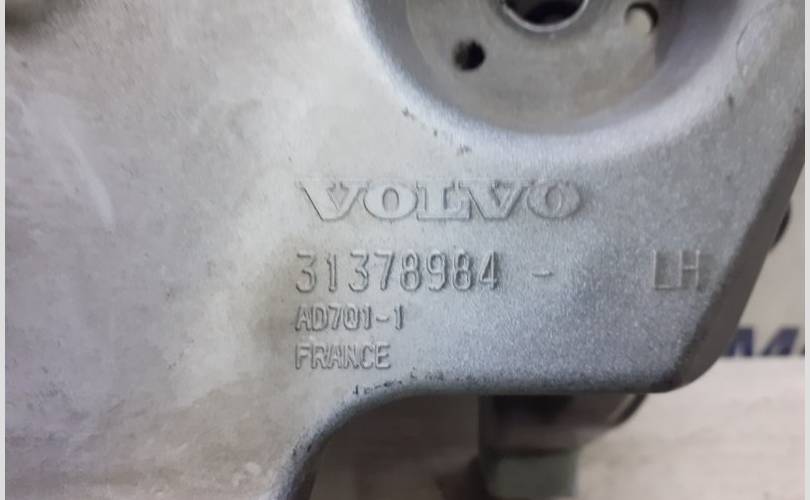 VOLVO
31378984 - LH
AD701-1
FRANCE